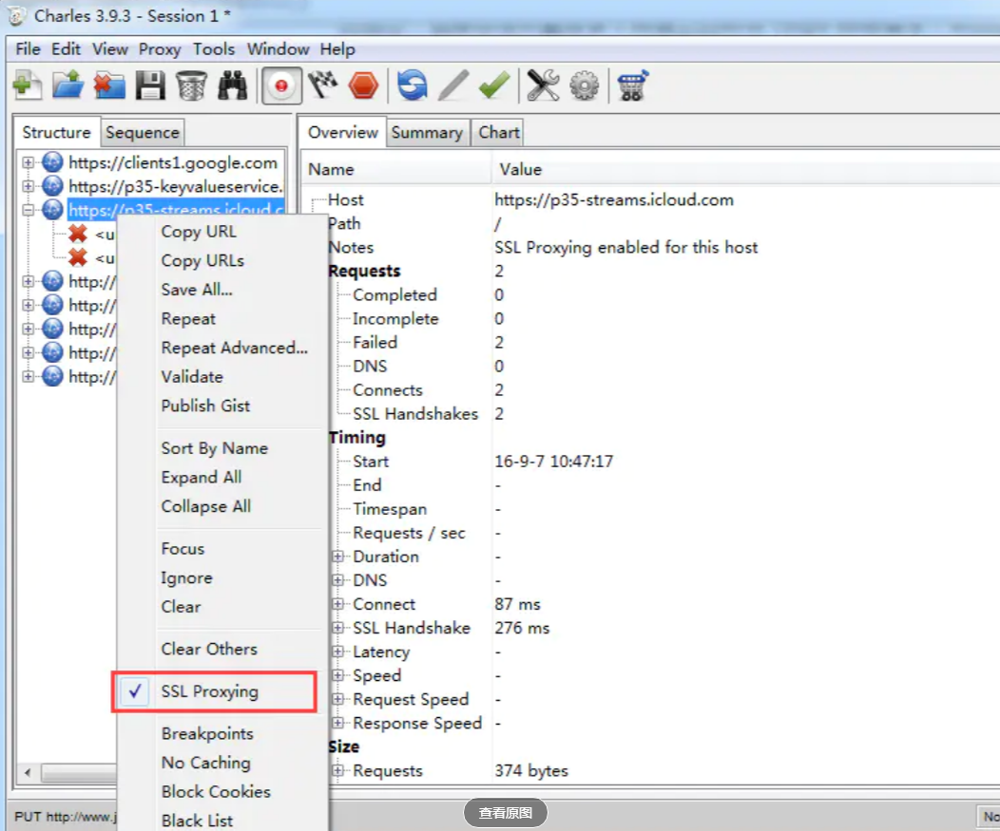 Charles 3.9.3 - Session 1 *
File Edit View Proxy Tools Window Help
Structure Sequence
https://clients1.google.com
https://p35-keyvalueservice.
https://p35-streams.icloud.c
<u
<u
http://
http://
http://
http://
http://
Copy URL
Copy URLs
Save All...
Repeat
Repeat Advanced...
Validate
Publish Gist
Sort By Name
Expand All
Collapse All
Focus
Ignore
Clear
Clear Others
✓ SSL Proxying
Breakpoints
No Caching
Block Cookies
Black List
Overview Summary Chart
Name Value
Host https://p35-streams.icloud.com
Path /
Notes SSL Proxying enabled for this host
Requests 2
Completed 0
Incomplete 0
Failed 2
DNS 0
Connects 2
SSL Handshakes 2
Timing
Start 16-9-7 10:47:17
End -
Timespan -
Requests / sec -
Duration -
DNS -
Connect 87 ms
SSL Handshake 276 ms
Latency -
Speed -
Request Speed -
Response Speed -
Size
Requests 374 bytes
PUT http://www.j
查看原图